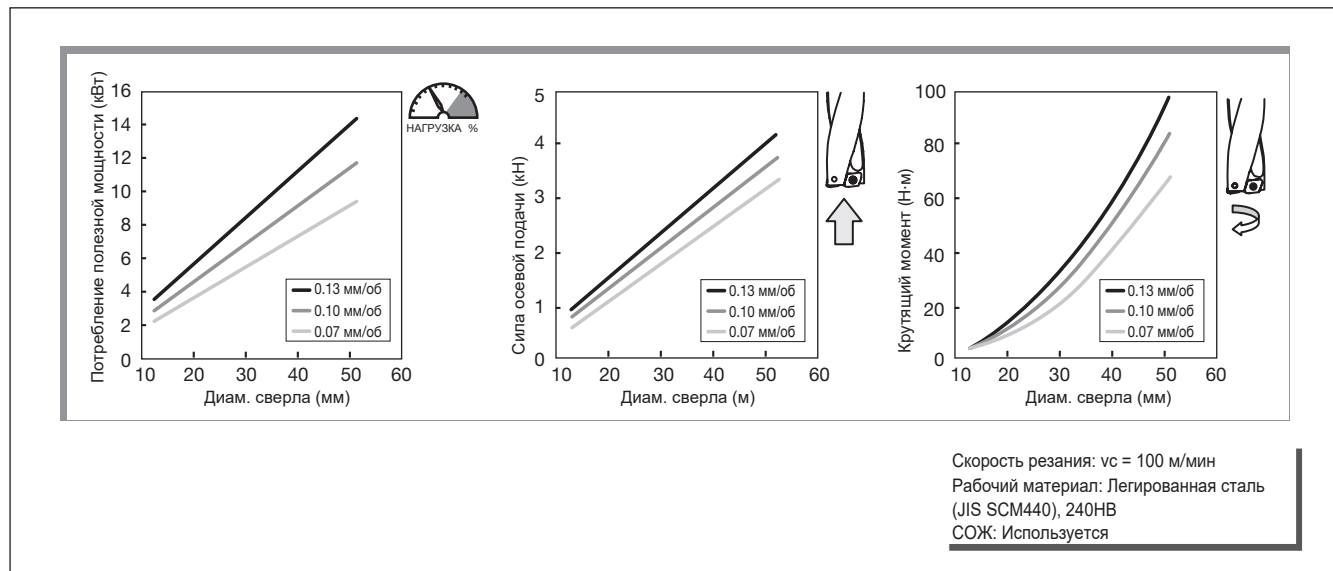 Потребление полезной мощности (кВт)
16
14
12
10
8
6
4
2
0
10
20
30
40
50
60
Диам. сверла (мм)
0.13 мм/об
0.10 мм/об
0.07 мм/об
НАГРУЗКА %
Сила осевой подачи (кН)
5
4
3
2
1
0
10
20
30
40
50
60
Диам. сверла (м)
0.13 мм/об
0.10 мм/об
0.07 мм/об
Крутящий момент (Н·м)
100
80
60
40
20
0
10
20
30
40
50
60
Диам. сверла (мм)
0.13 мм/об
0.10 мм/об
0.07 мм/об
Скорость резания: vc = 100 м/мин
Рабочий материал: Легированная сталь
(JIS SCM440), 240HB
СОЖ: Используется